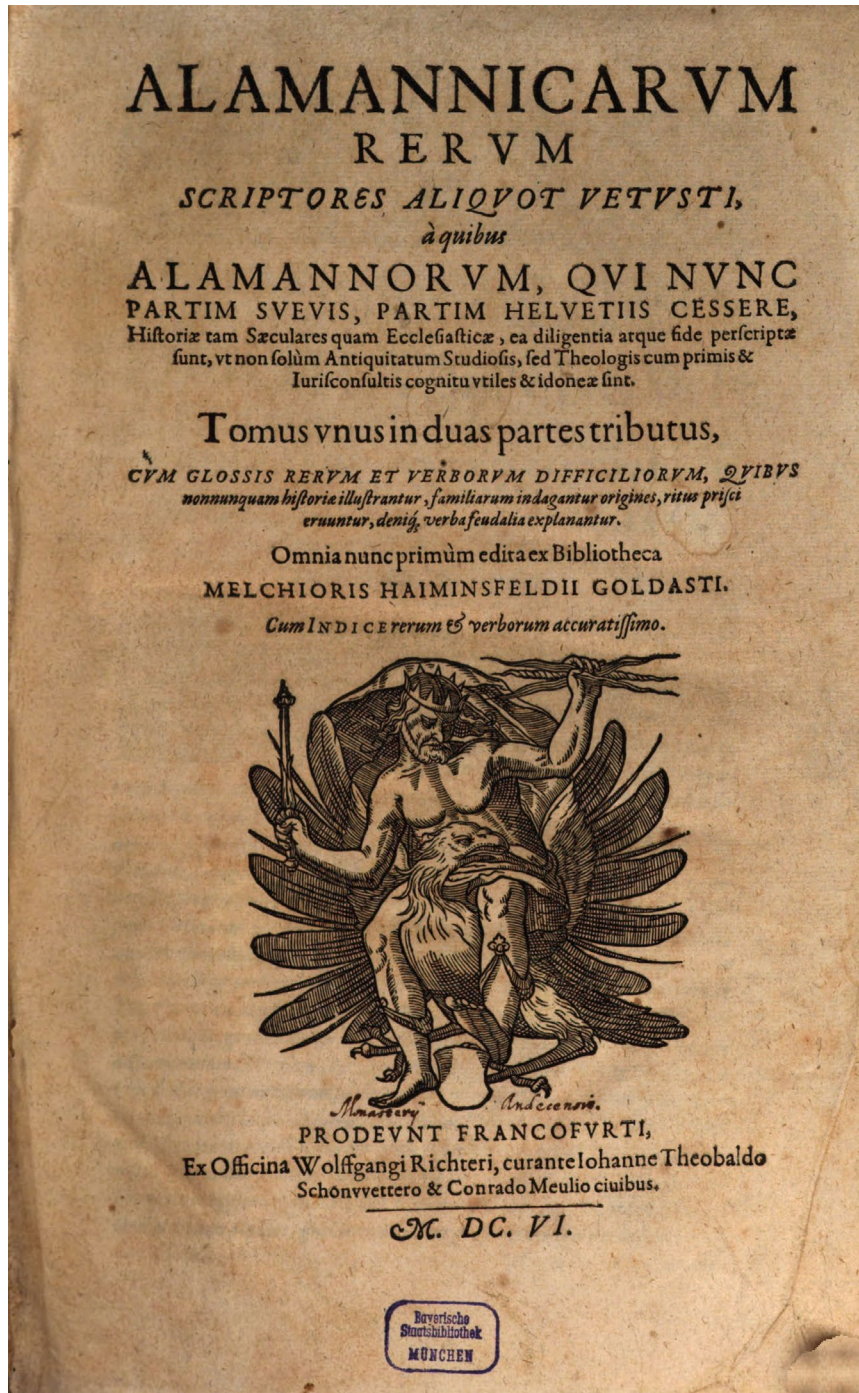 ALAMANNICARVM
RERVM
SCRIPTORES ALIQVOT VETVSTI,
à quibus
ALAMANNORVM, QVI NVNC
PARTIM SVEVIS, PARTIM HELVETIIS CESSERE,
Hiſtoriæ tam Sæculares quam Eccleſiaſticæ, ea diligentia atque fide perſcriptæ
ſunt, vt non ſolùm Antiquitatum Studioſis, ſed Theologis cum primis &
Iuriſconſultis cognitu vtiles & idoneæ ſint.
Tomus vnus in duas partes tributus,
CVM GLOSSIS RERVM ET VERBORVM DIFFICILIORVM, QVIBVS
nonnunquam hiſtoriæ illuſtrantur, familiarum indagantur origines, ritus priſci
eruuntur, deniq; verba feudalia explanantur.
Omnia nunc primùm edita ex Bibliotheca
MELCHIORIS HAIMINSFELDII GOLDASTI.
Cum INDICE rerum & verborum accuratiſſimo.
Monastery Andecensis.
PRODEVNT FRANCOFVRTI,
Ex Officina Wolffgangi Richteri, curante Iohanne Theobaldo
Schönvvettero & Conrado Meulio ciuibus.
M. DC. VI.
Bayerische
Staatsbibliothek
MÜNCHEN